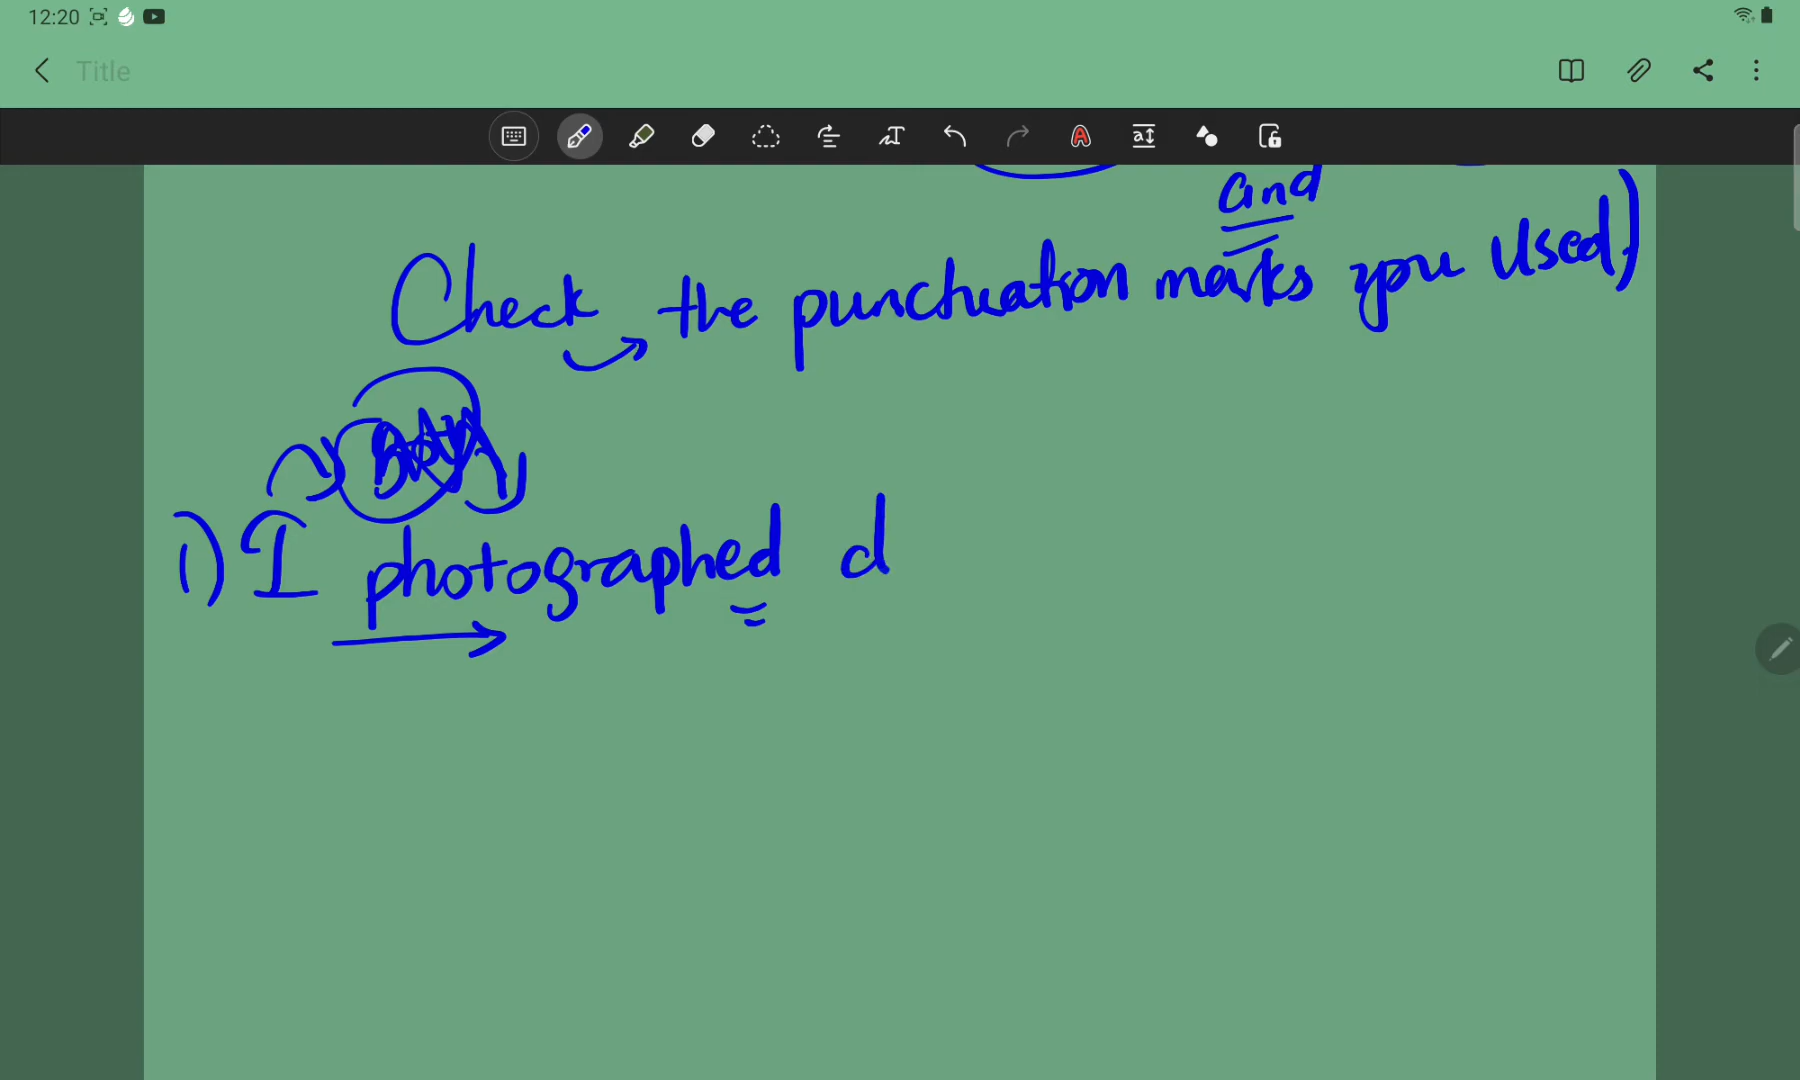 12:20
Title
and
Check the punctuation marks you used)
1) I photographed d